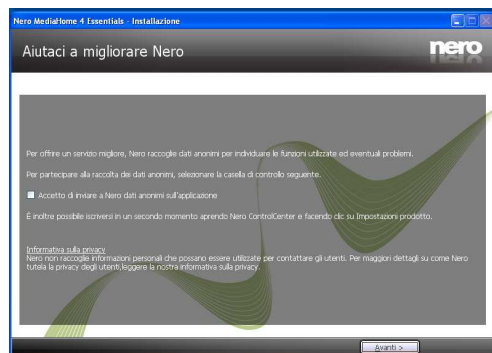 Nero MediaHome 4 Essentials - Installazione
Aiutaci a migliorare Nero
nero
Per offrire un servizio migliore, Nero raccoglie dati anonimi per individuare le funzioni utilizzate ed eventuali problemi.
Per partecipare alla raccolta dei dati anonimi, selezionare la casella di controllo seguente.
Accetto di inviare a Nero dati anonimi sull'applicazione
È inoltre possibile iscriversi in un secondo momento aprendo Nero ControlCenter e facendo clic su Impostazioni prodotto.
Informativa sulla privacy
Nero non raccoglie informazioni personali che possano essere utilizzate per contattare gli utenti. Per maggiori dettagli su come Nero
tutela la privacy degli utenti,leggere la nostra informativa sulla privacy.
Avanti >